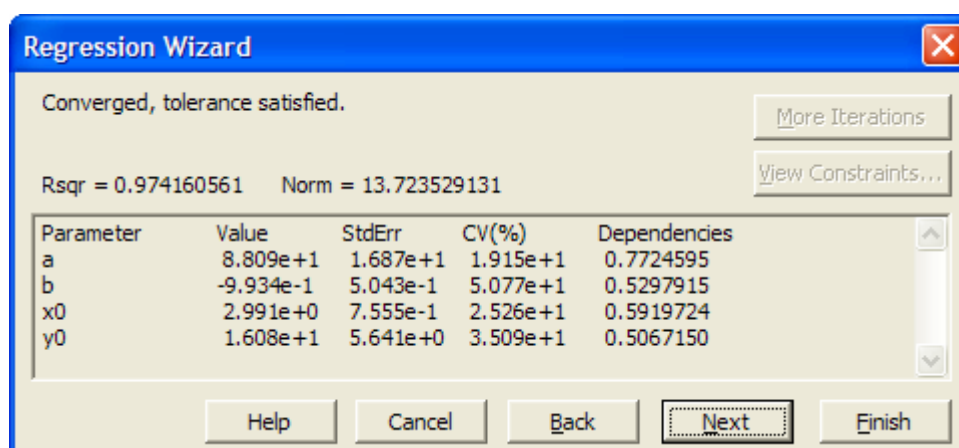 Regression Wizard
Converged, tolerance satisfied.
More Iterations
View Constraints...
Rsqr = 0.974160561 Norm = 13.723529131
Parameter Value StdErr CV(%) Dependencies
a 8.809e+1 1.687e+1 1.915e+1 0.7724595
b -9.934e-1 5.043e-1 5.077e+1 0.5297915
x0 2.991e+0 7.555e-1 2.526e+1 0.5919724
y0 1.608e+1 5.641e+0 3.509e+1 0.5067150
Help Cancel Back Next Finish